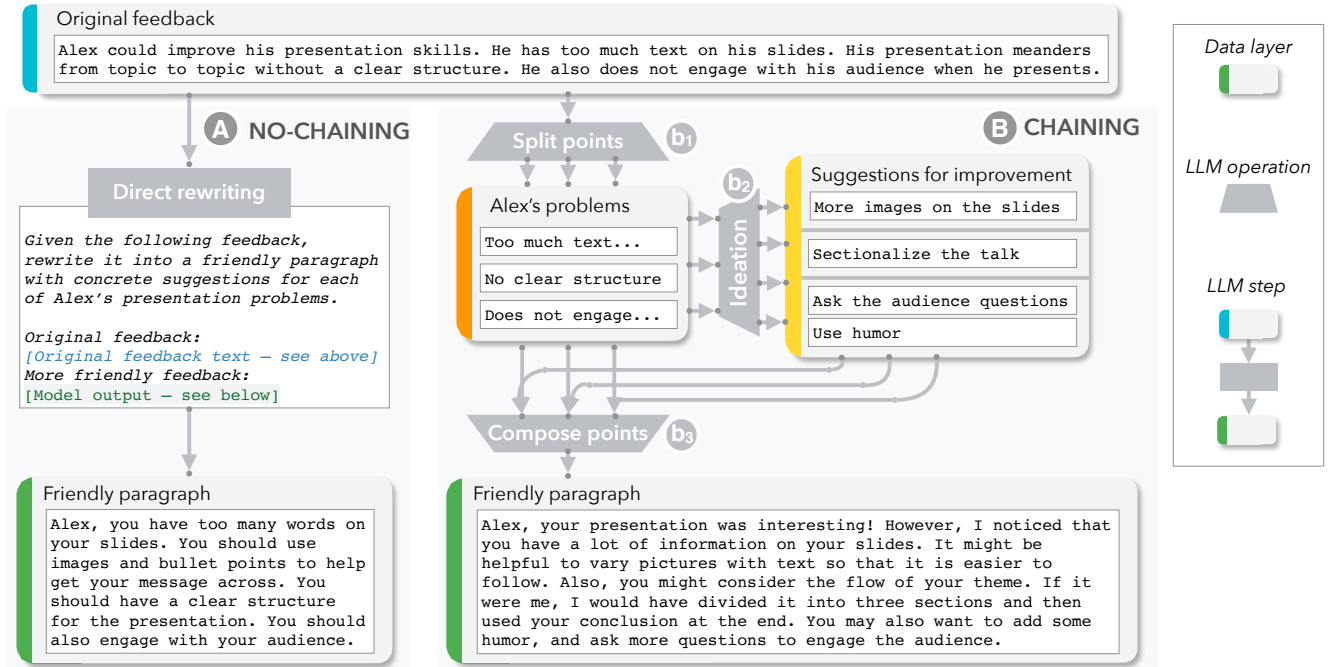 Original feedback
Alex could improve his presentation skills. He has too much text on his slides. His presentation meanders
from topic to topic without a clear structure. He also does not engage with his audience when he presents.
A NO-CHAINING
Direct rewriting
Given the following feedback,
rewrite it into a friendly paragraph
with concrete suggestions for each
of Alex's presentation problems.
Original feedback:
[Original feedback text — see above]
More friendly feedback:
[Model output — see below]
Friendly paragraph
Alex, you have too many words on
your slides. You should use
images and bullet points to help
get your message across. You
should have a clear structure
for the presentation. You should
also engage with your audience.
B CHAINING
Split points
b1
Alex's problems
Too much text...
No clear structure
Does not engage...
b2
Ideation
Suggestions for improvement
More images on the slides
Sectionalize the talk
Ask the audience questions
Use humor
Compose points
b3
Friendly paragraph
Alex, your presentation was interesting! However, I noticed that
you have a lot of information on your slides. It might be
helpful to vary pictures with text so that it is easier to
follow. Also, you might consider the flow of your theme. If it
were me, I would have divided it into three sections and then
used your conclusion at the end. You may also want to add some
humor, and ask more questions to engage the audience.
Data layer
LLM operation
LLM step